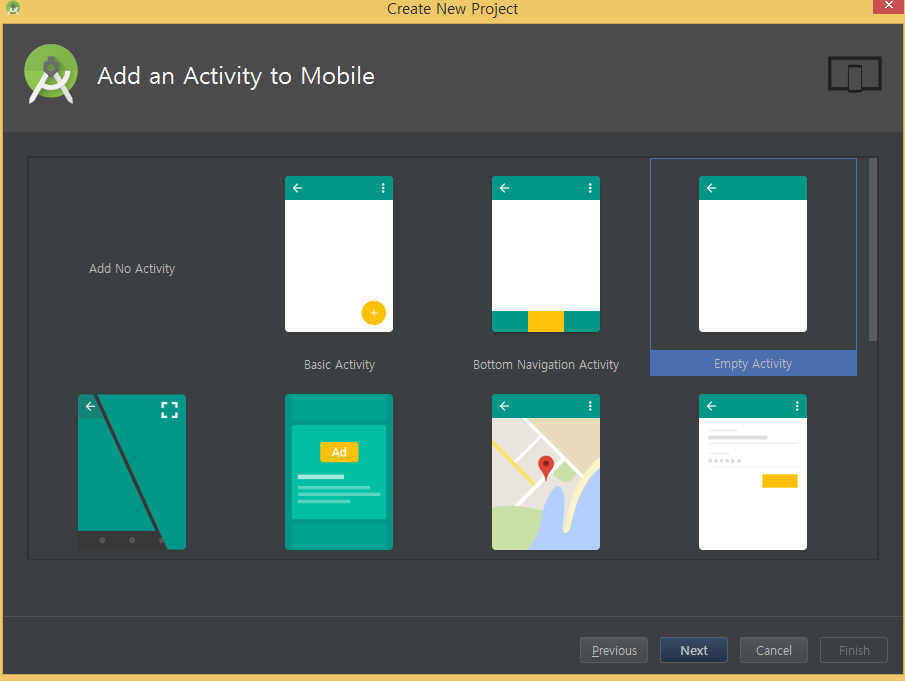 Create New Project
Add an Activity to Mobile
Add No Activity
Basic Activity
Bottom Navigation Activity
Empty Activity
Ad
Previous
Next
Cancel
Finish